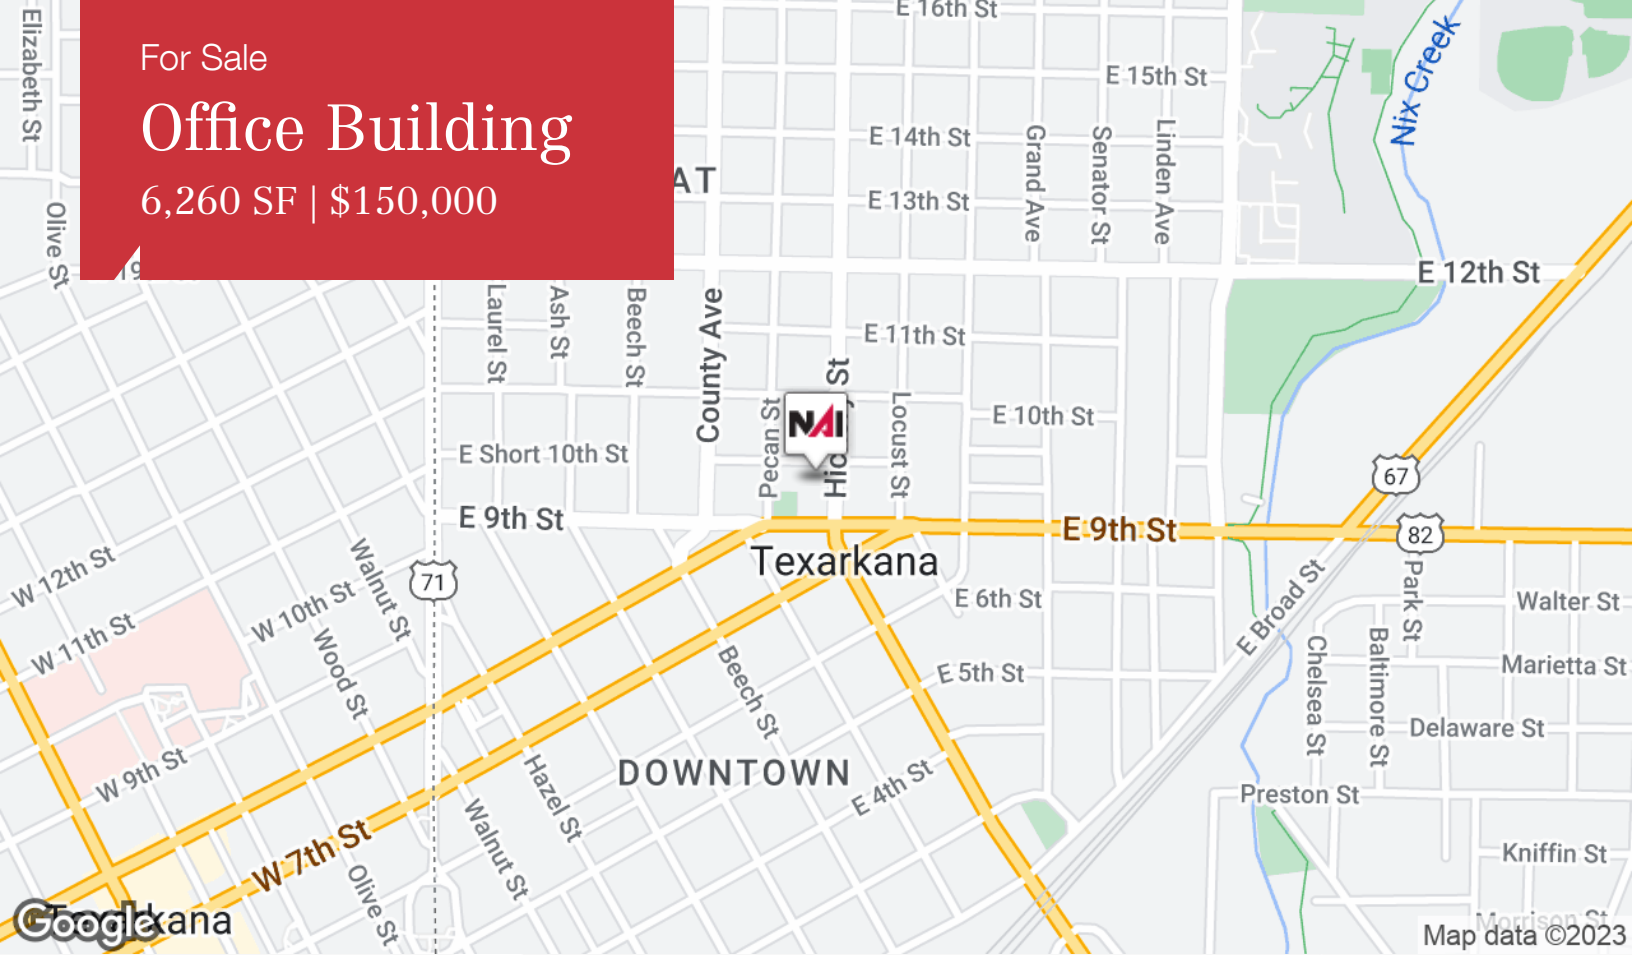 For Sale
Office Building
6,260 SF | $150,000
Elizabeth St
Olive St
E 16th St
E 15th St
Nix Creek
E 14th St
Grand Ave
Senator St
Linden Ave
AT
E 13th St
E 12th St
Laurel St
Ash St
Beech St
County Ave
E 11th St
Pecan St
NAI
St
Locust St
E 10th St
E Short 10th St
E 9th St
E 9th St
67
82
Texarkana
W 12th St
W 11th St
W 10th St
Walnut St
71
Wood St
W 9th St
E 6th St
E 5th St
E Broad St
Park St
Walter St
Chelsea St
Baltimore St
Marietta St
Delaware St
Beech St
DOWNTOWN
Hazel St
E 4th St
Preston St
W 7th St
Walnut St
Olive St
Kniffin St
Morrison St
Texarkana
Google
Map data ©2023